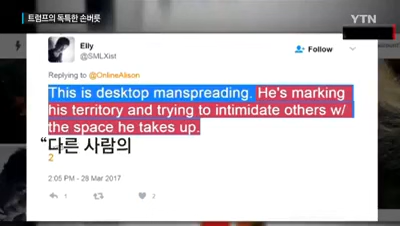 트럼프의 독특한 손버릇
YTN
Elly
@SMLXist
Follow
Replying to @OnlineAlison
This is desktop manspreading. He's marking
his territory and trying to intimidate others w/
the space he takes up.
“다른 사람의
2
2:05 PM - 28 Mar 2017
1
2